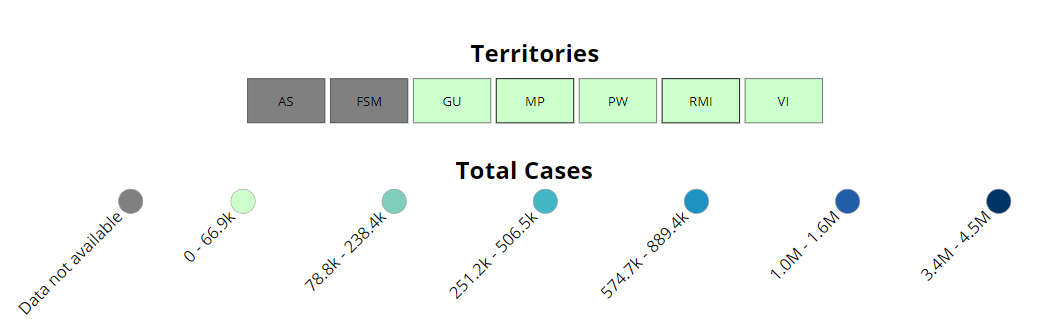 Territories
AS FSM GU MP PW RMI VI
Total Cases
Data not available
0 - 66.9k
78.8k - 238.4k
251.2k - 506.5k
574.7k - 889.4k
1.0M - 1.6M
3.4M - 4.5M